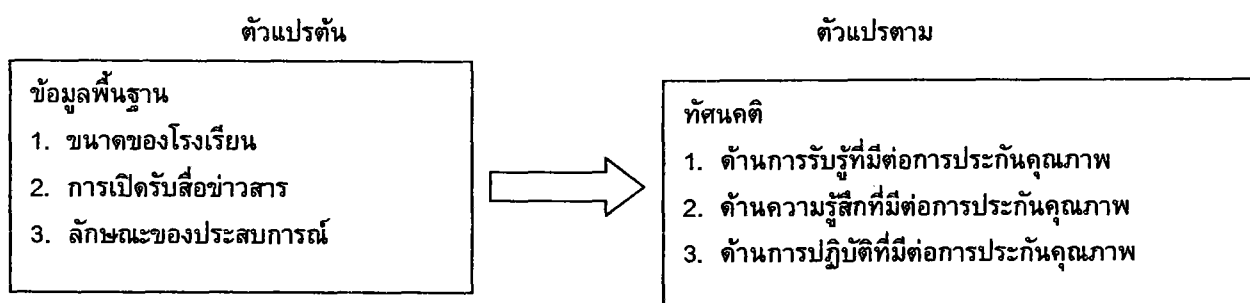 ตัวแปรต้น
ข้อมูลพื้นฐาน
1. ขนาดของโรงเรียน
2. การเปิดรับสื่อข่าวสาร
3. ลักษณะของประสบการณ์
ตัวแปรตาม
ทัศนคติ
1. ด้านการรับรู้ที่มีต่อการประกันคุณภาพ
2. ด้านความรู้สึกที่มีต่อการประกันคุณภาพ
3. ด้านการปฏิบัติที่มีต่อการประกันคุณภาพ